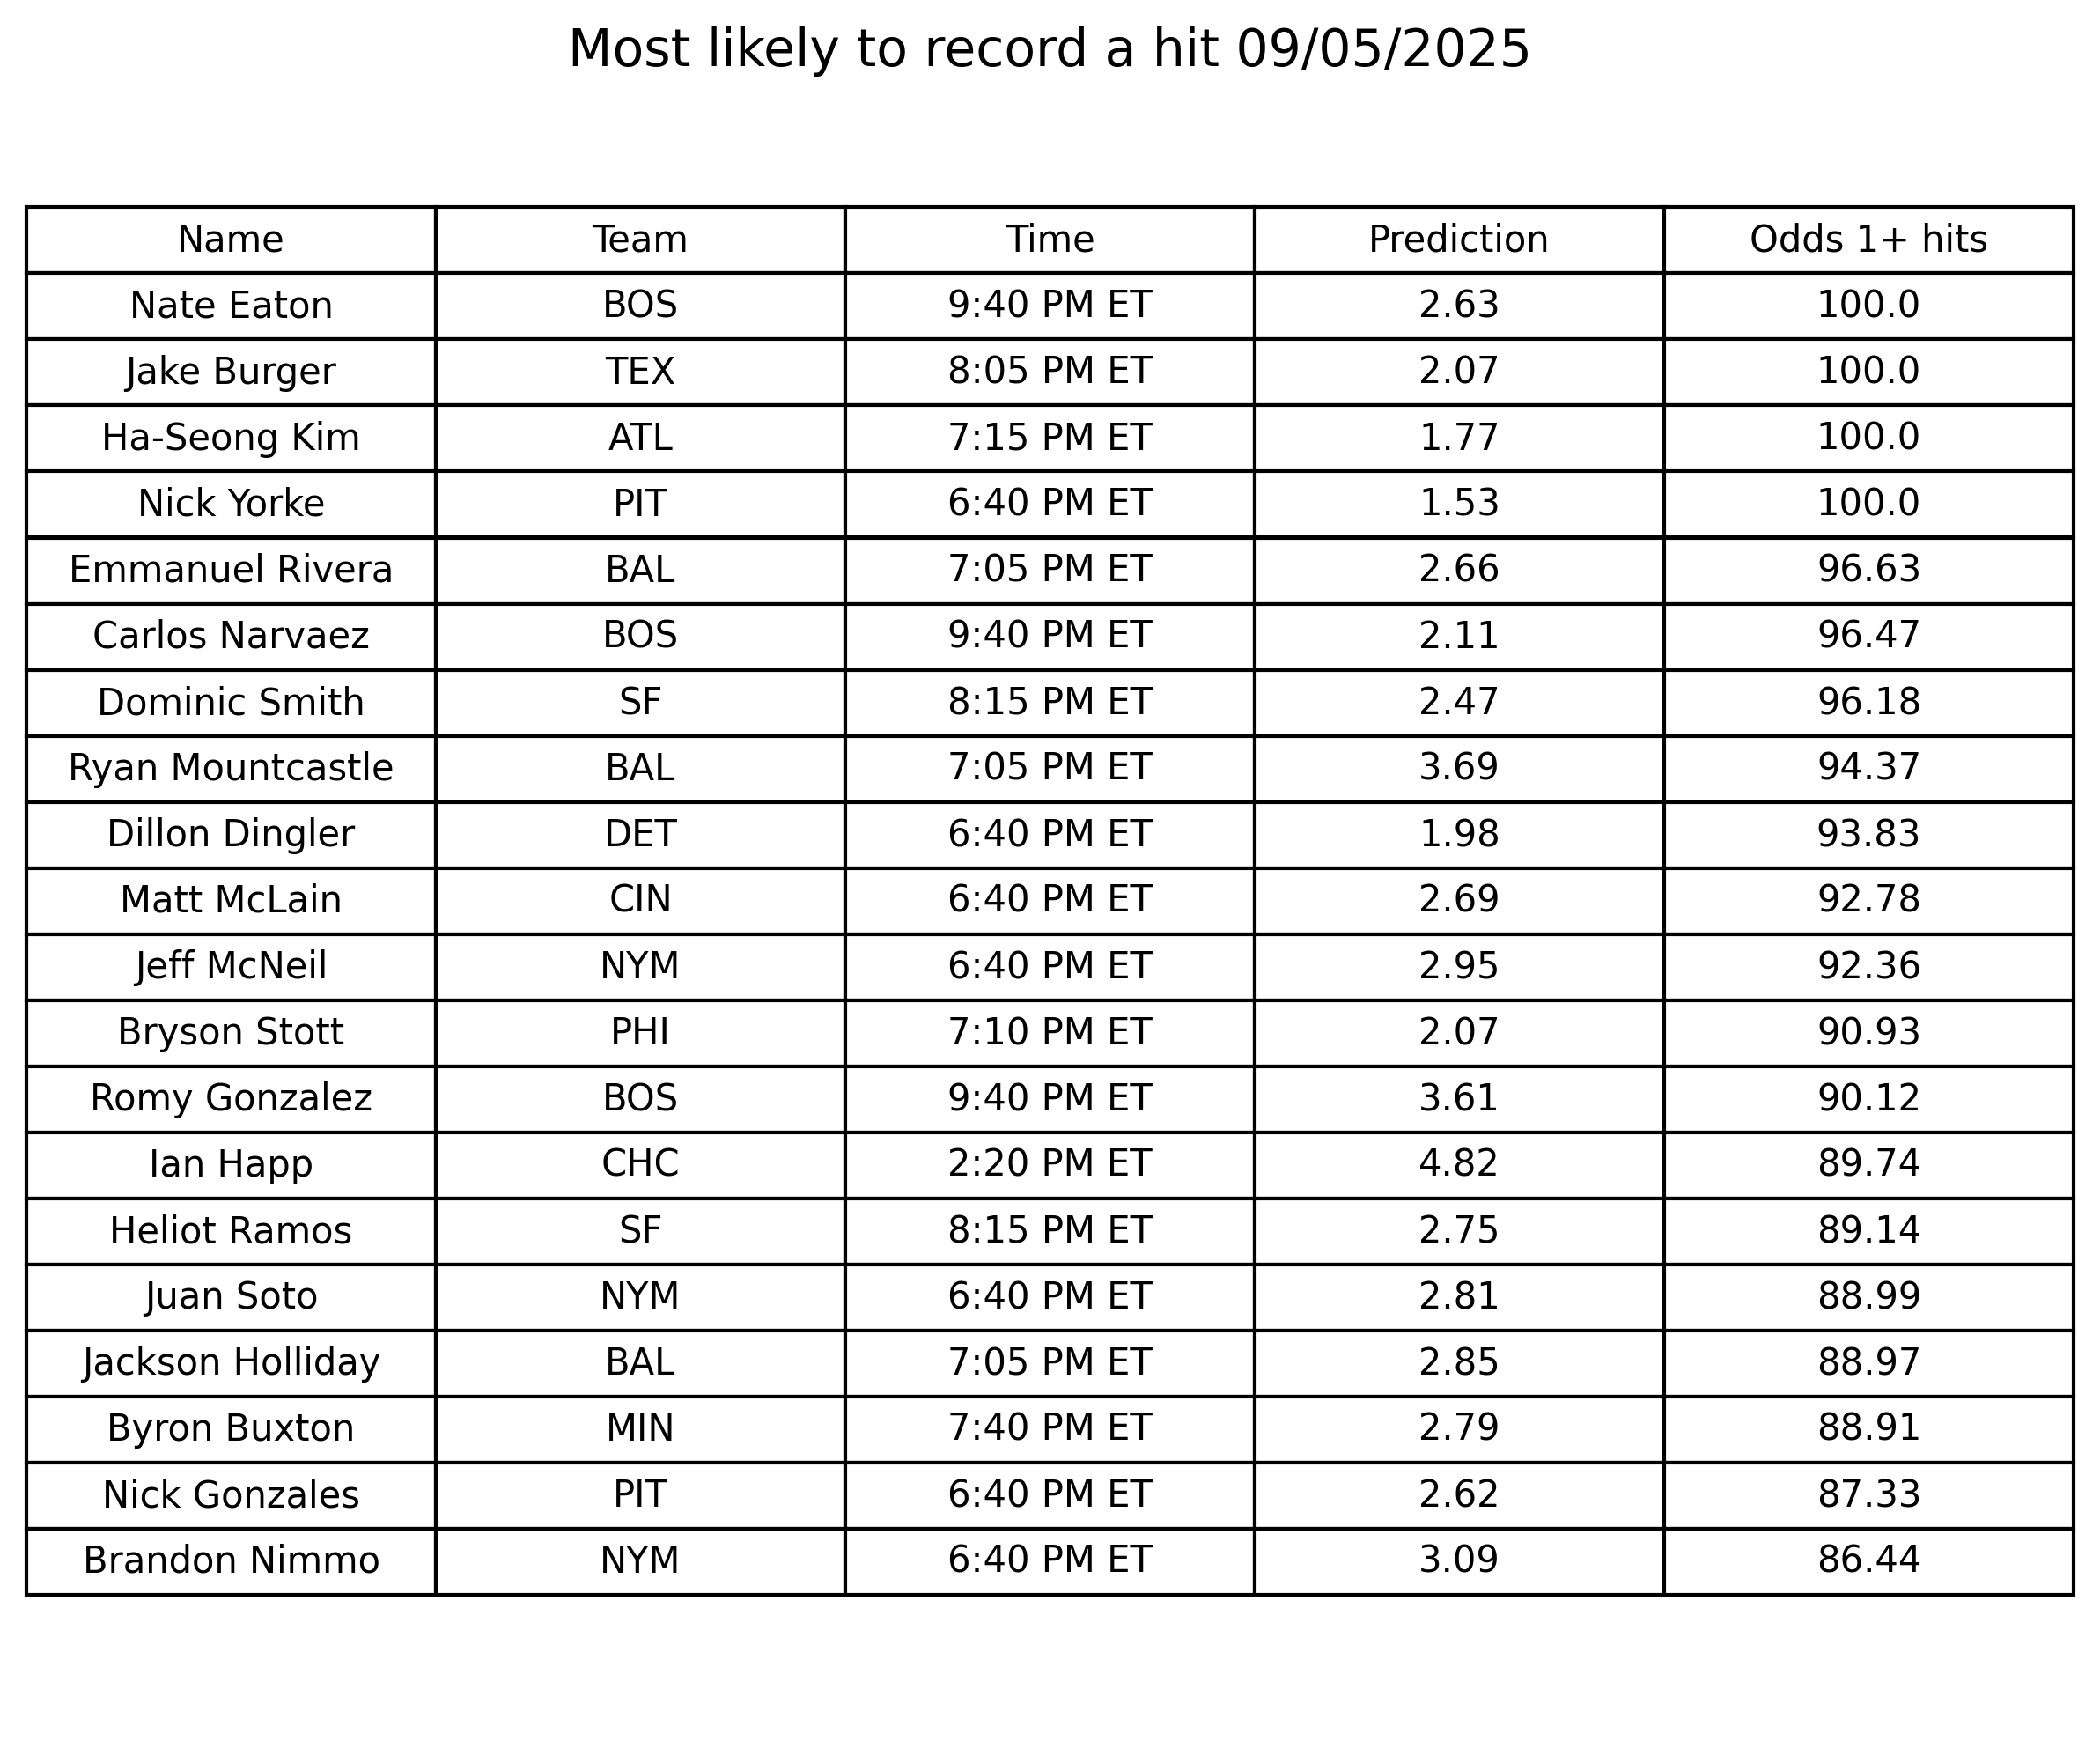 Most likely to record a hit 09/05/2025
Name Team Time Prediction Odds 1+ hits
Nate Eaton BOS 9:40 PM ET 2.63 100.0
Jake Burger TEX 8:05 PM ET 2.07 100.0
Ha-Seong Kim ATL 7:15 PM ET 1.77 100.0
Nick Yorke PIT 6:40 PM ET 1.53 100.0
Emmanuel Rivera BAL 7:05 PM ET 2.66 96.63
Carlos Narvaez BOS 9:40 PM ET 2.11 96.47
Dominic Smith SF 8:15 PM ET 2.47 96.18
Ryan Mountcastle BAL 7:05 PM ET 3.69 94.37
Dillon Dingler DET 6:40 PM ET 1.98 93.83
Matt McLain CIN 6:40 PM ET 2.69 92.78
Jeff McNeil NYM 6:40 PM ET 2.95 92.36
Bryson Stott PHI 7:10 PM ET 2.07 90.93
Romy Gonzalez BOS 9:40 PM ET 3.61 90.12
Ian Happ CHC 2:20 PM ET 4.82 89.74
Heliot Ramos SF 8:15 PM ET 2.75 89.14
Juan Soto NYM 6:40 PM ET 2.81 88.99
Jackson Holliday BAL 7:05 PM ET 2.85 88.97
Byron Buxton MIN 7:40 PM ET 2.79 88.91
Nick Gonzales PIT 6:40 PM ET 2.62 87.33
Brandon Nimmo NYM 6:40 PM ET 3.09 86.44